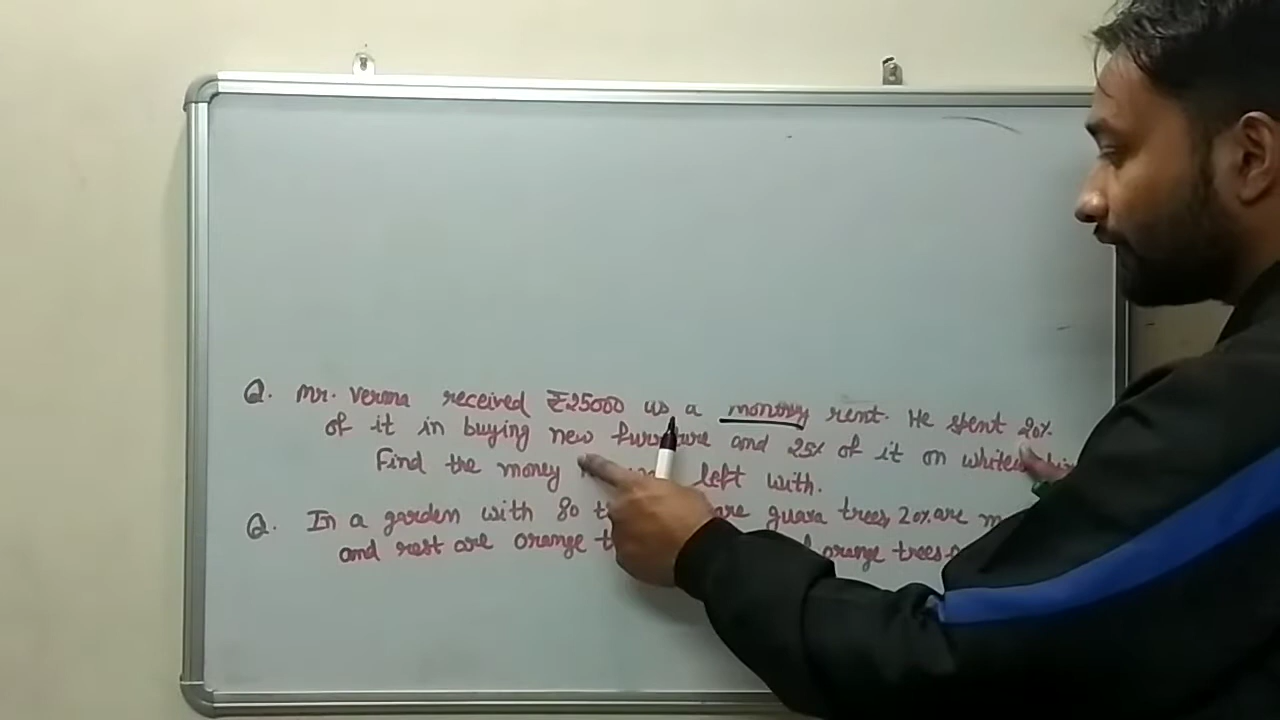 Q. Mr. Verma received ₹25000 as a monthly rent. He spent 20%
of it in buying new and 25% of it on
Find the money left with.
Q. In a garden with 80 are guava trees, 20% are
and rest are orange orange trees